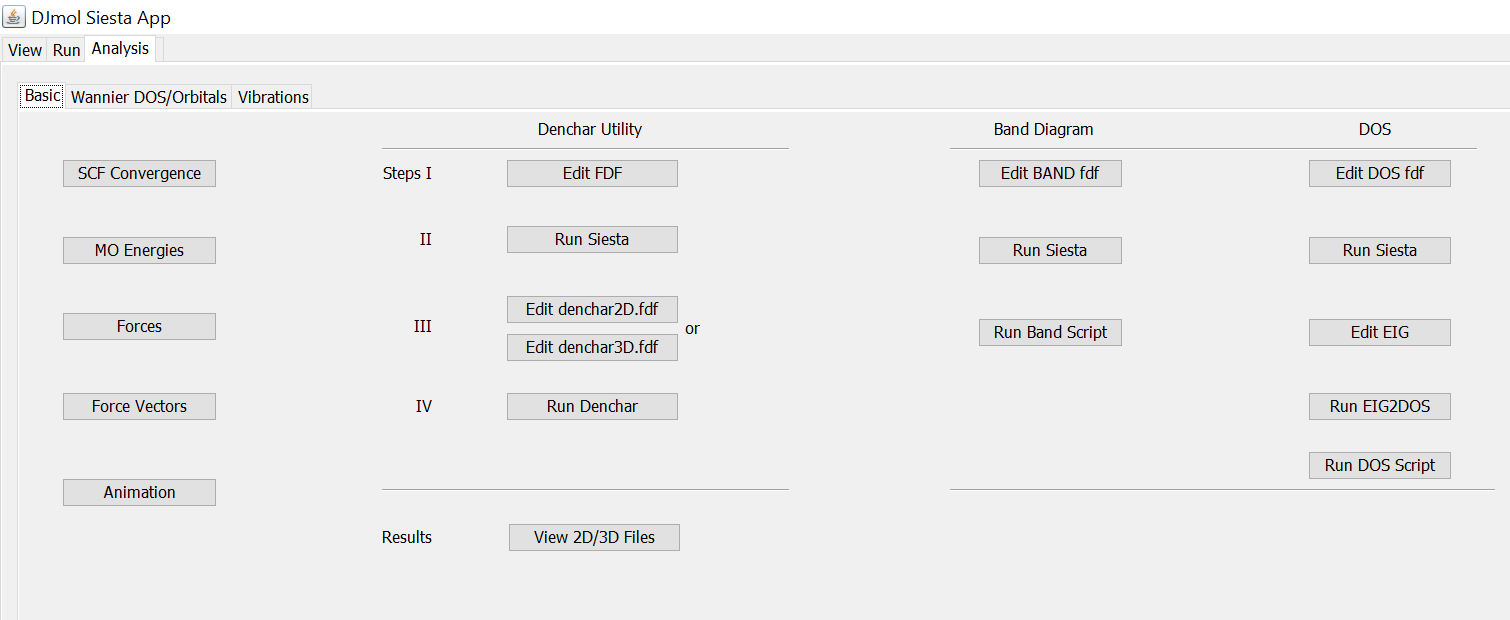 DJmol Siesta App
View Run Analysis
Basic Wannier DOS/Orbitals Vibrations
Denchar Utility Band Diagram DOS
SCF Convergence Steps I Edit FDF Edit BAND fdf Edit DOS fdf
MO Energies II Run Siesta Run Siesta Run Siesta
Edit denchar2D.fdf
Forces III or Run Band Script Edit EIG
Edit denchar3D.fdf
Force Vectors IV Run Denchar Run EIG2DOS
Run DOS Script
Animation
Results View 2D/3D Files